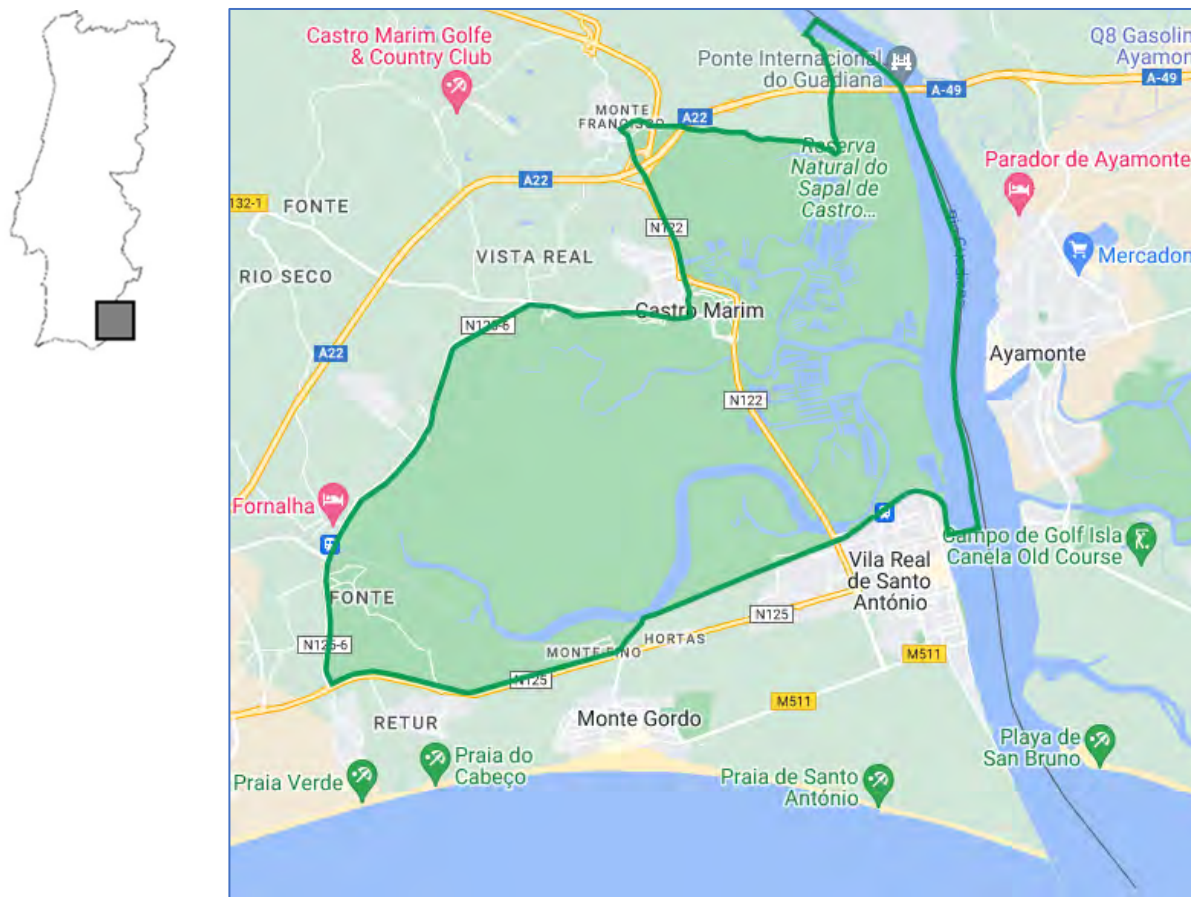 Castro Marim Golfe
& Country Club
Q8 Gasolin
Ayamon
Ponte Internacional
do Guadiana
A-49
A-49
MONTE
FRANCISCO
A22
Reserva
Natural do
Sapal de
Castro...
Parador de Ayamonte
A22
132-1
FONTE
N122
Rio Guadiana
VISTA REAL
Mercadon
RIO SECO
Castro Marim
N125-6
A22
Ayamonte
N122
Fornalha
Campo de Golf Isla
Canela Old Course
Vila Real
de Santo
António
FONTE
N125
HORTAS
N125-6
MONTE FINO
M511
N125
M511
RETUR
Monte Gordo
Playa de
San Bruno
Praia do
Cabeço
Praia Verde
Praia de Santo
António